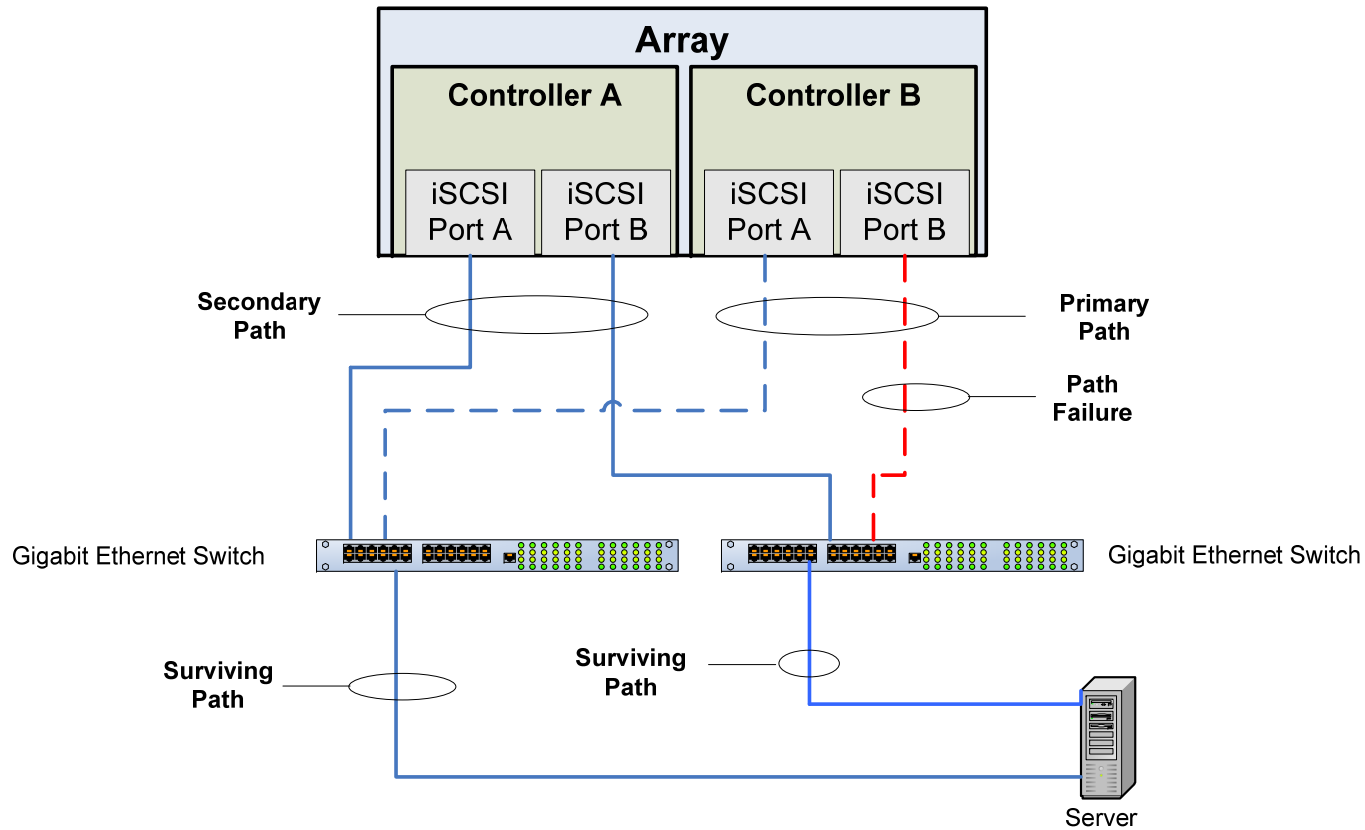 Array
Controller A
Controller B
iSCSI
Port A
iSCSI
Port B
iSCSI
Port A
iSCSI
Port B
Secondary
Path
Primary
Path
Path
Failure
Gigabit Ethernet Switch
Gigabit Ethernet Switch
Surviving
Path
Surviving
Path
Server